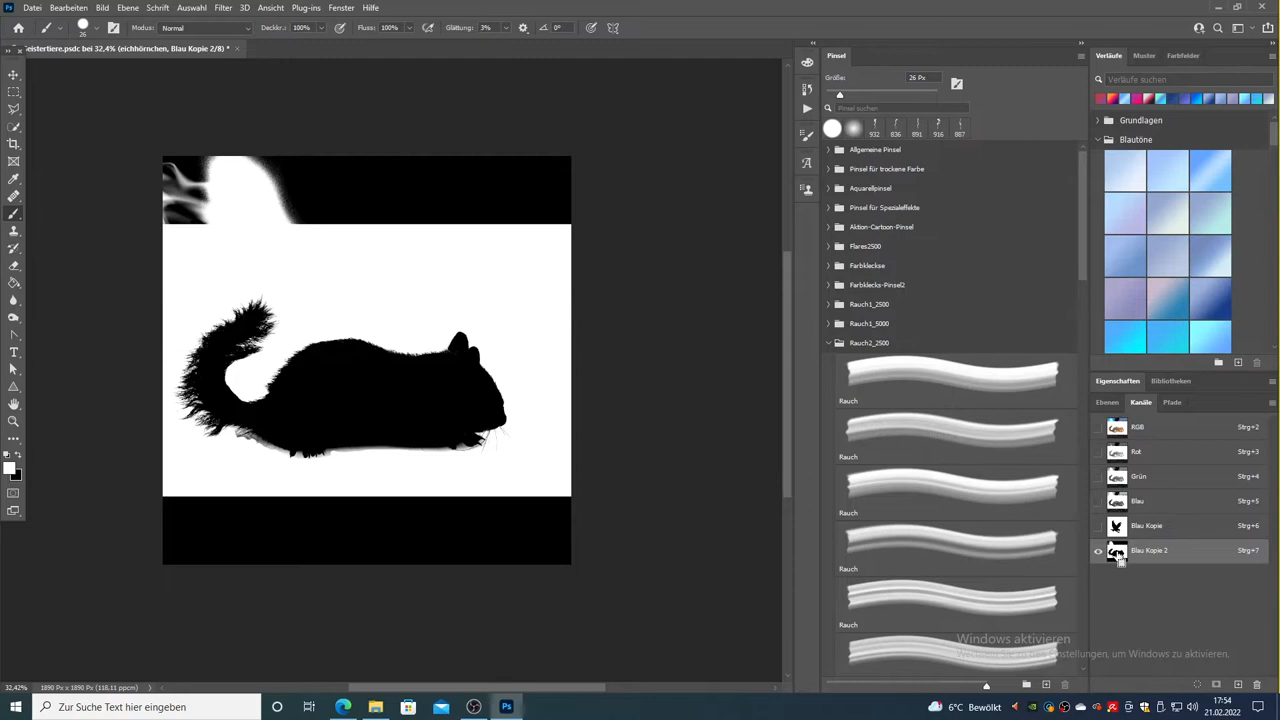 Datei Bearbeiten Bild Ebene Schrift Auswahl Filter 3D Ansicht Plug-ins Fenster Hilfe
26 Modus: Normal Deckkr.: 100% Fluss: 100% Glättung: 3% 0°
eistertiere.psdc bei 32,4% (eichhörnchen, Blau Kopie 2/8) *
Pinsel
Größe: 26 Px
Pinsel suchen
932 836 891 916 887
Allgemeine Pinsel
Pinsel für trockene Farbe
Aquarellpinsel
Pinsel für Spezialeffekte
Aktion-Cartoon-Pinsel
Flares2500
Farbkleckse
Farbklecks-Pinsel2
Rauch1_2500
Rauch1_5000
Rauch2_2500
Rauch
Rauch
Rauch
Rauch
Rauch
Verläufe Muster Farbfelder
Verläufe suchen
Grundlagen
Blautöne
Eigenschaften Bibliotheken
Ebenen Kanäle Pfade
RGB Strg+2
Rot Strg+3
Grün Strg+4
Blau Strg+5
Blau Kopie Strg+6
Blau Kopie 2 Strg+7
Windows aktivieren
um Windows zu aktivieren.
32,42% 1890 Px x 1890 Px (118,11 ppcm)
Zur Suche Text hier eingeben
6°C Bewölkt
17:54
21.02.2022